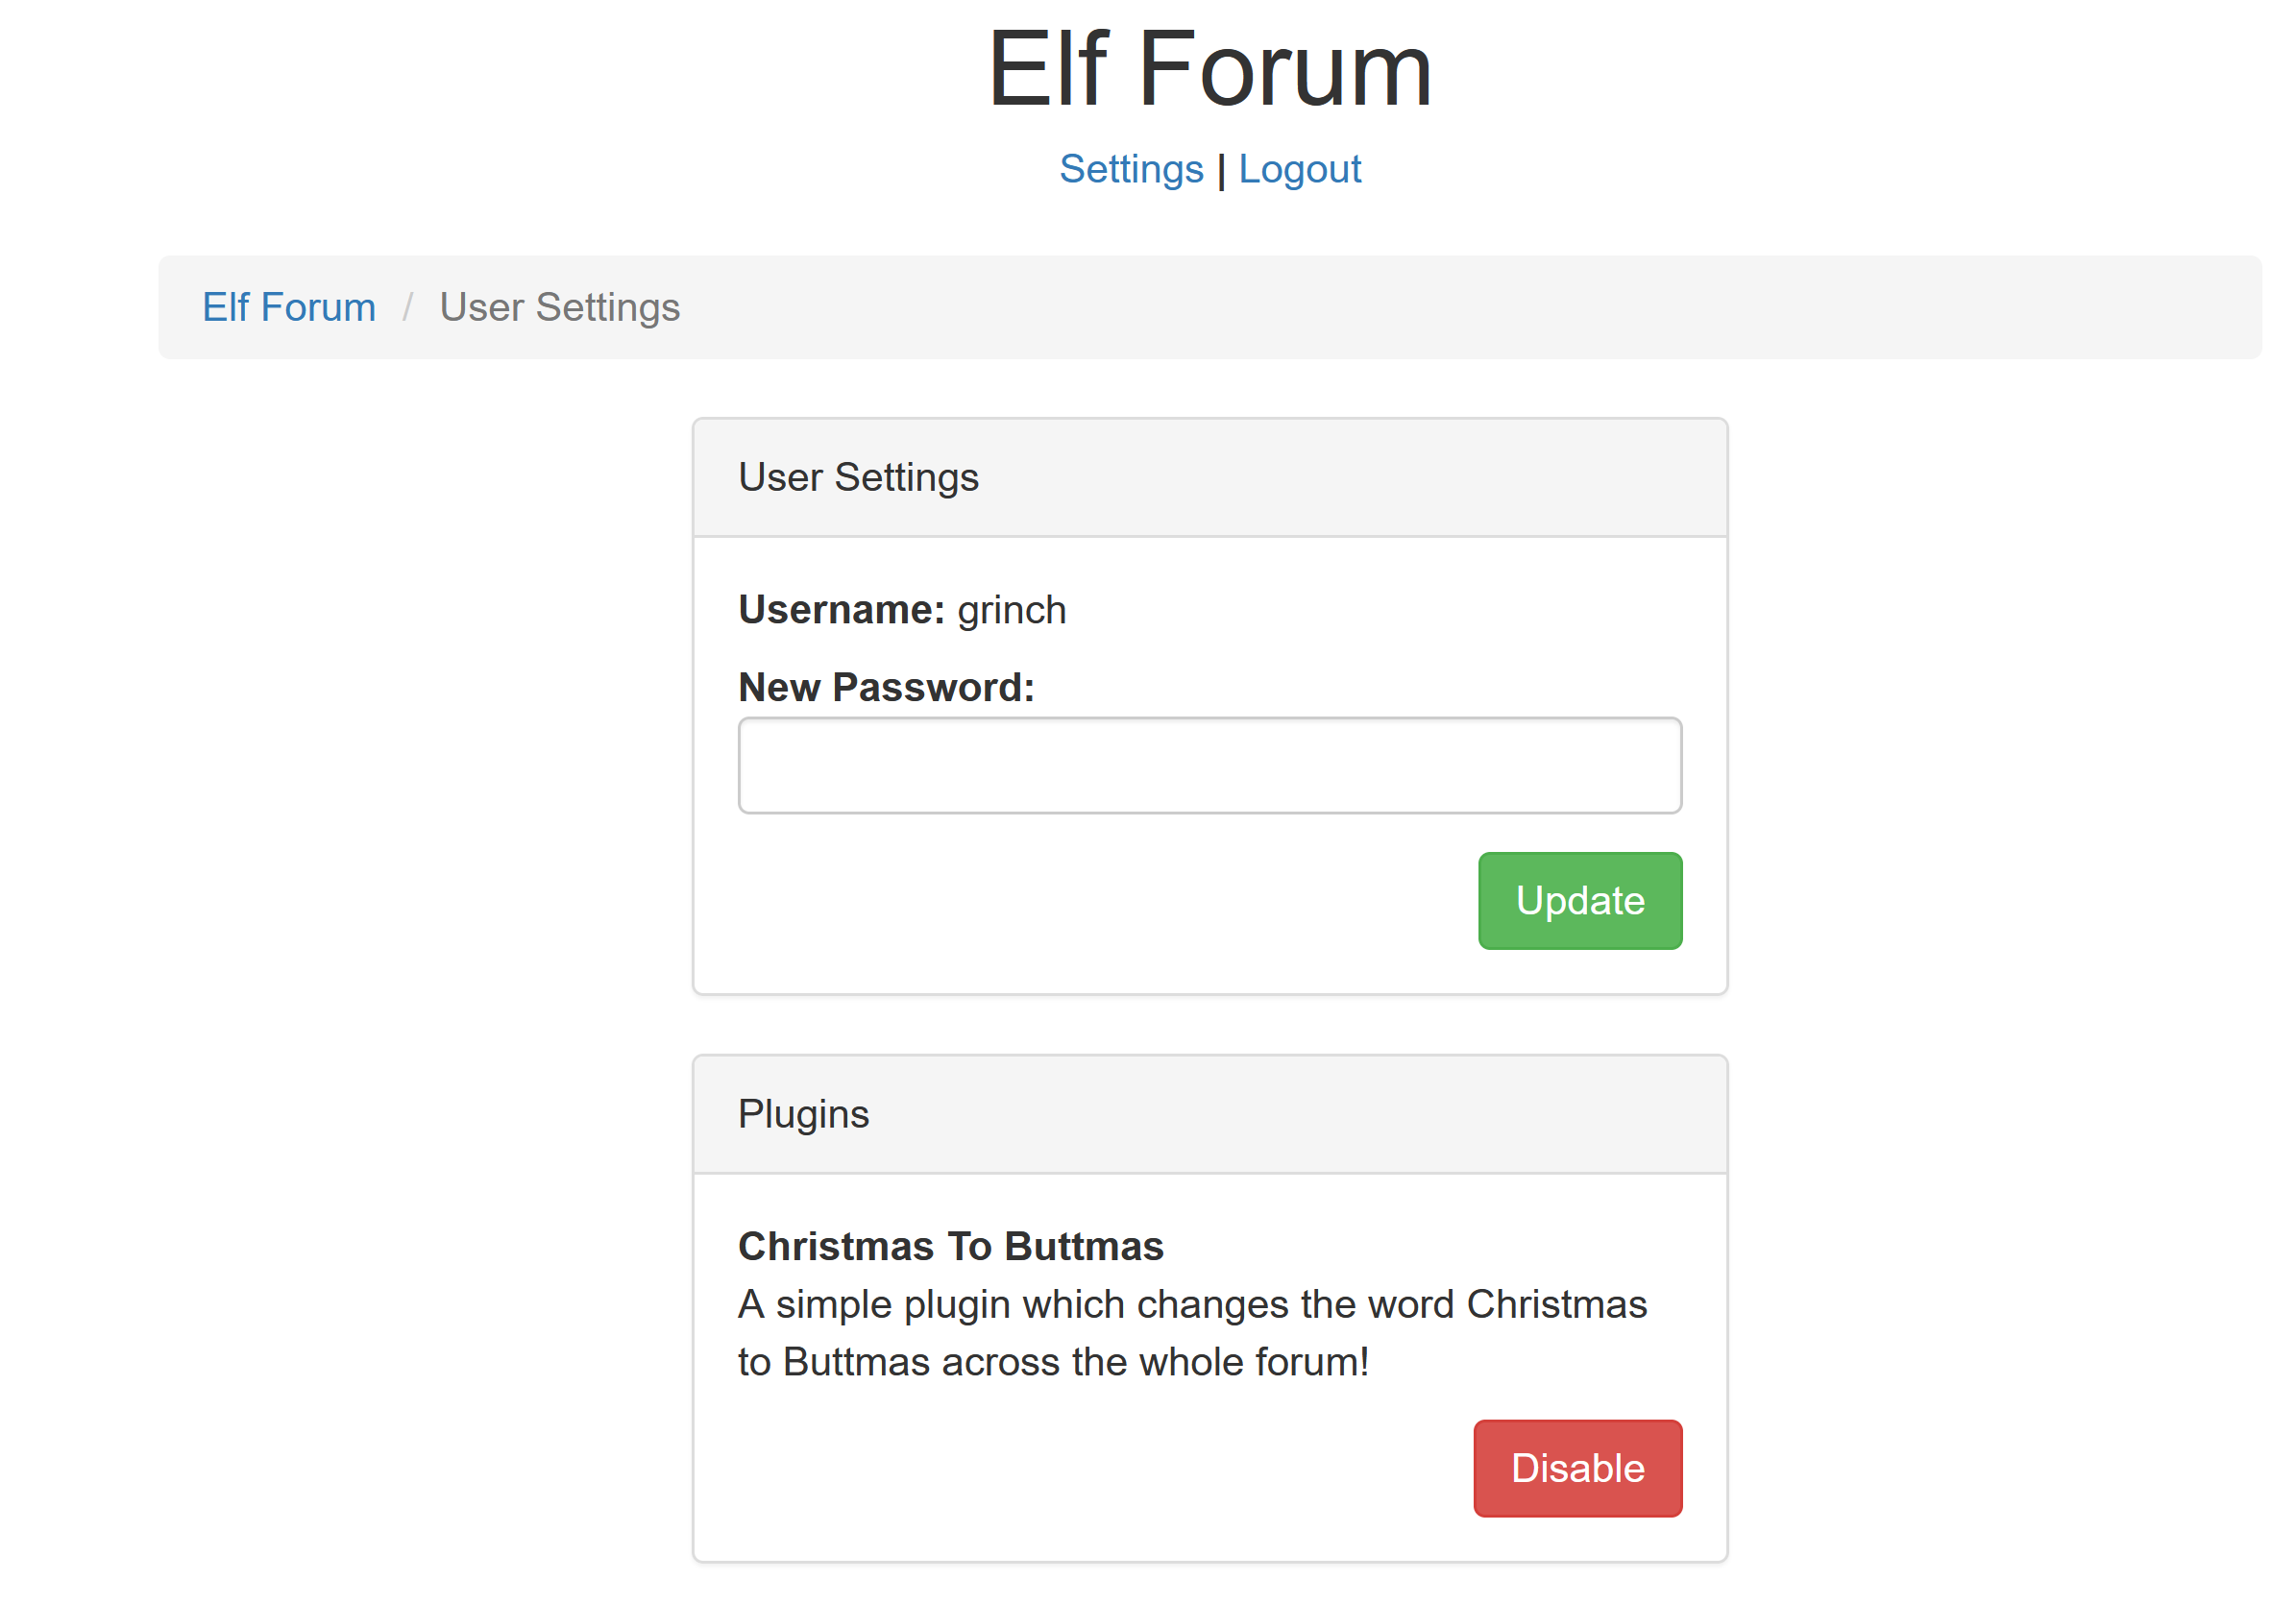 Elf Forum
Settings | Logout
Elf Forum / User Settings
User Settings
Username: grinch
New Password:
Update
Plugins
Christmas To Buttmas
A simple plugin which changes the word Christmas
to Buttmas across the whole forum!
Disable